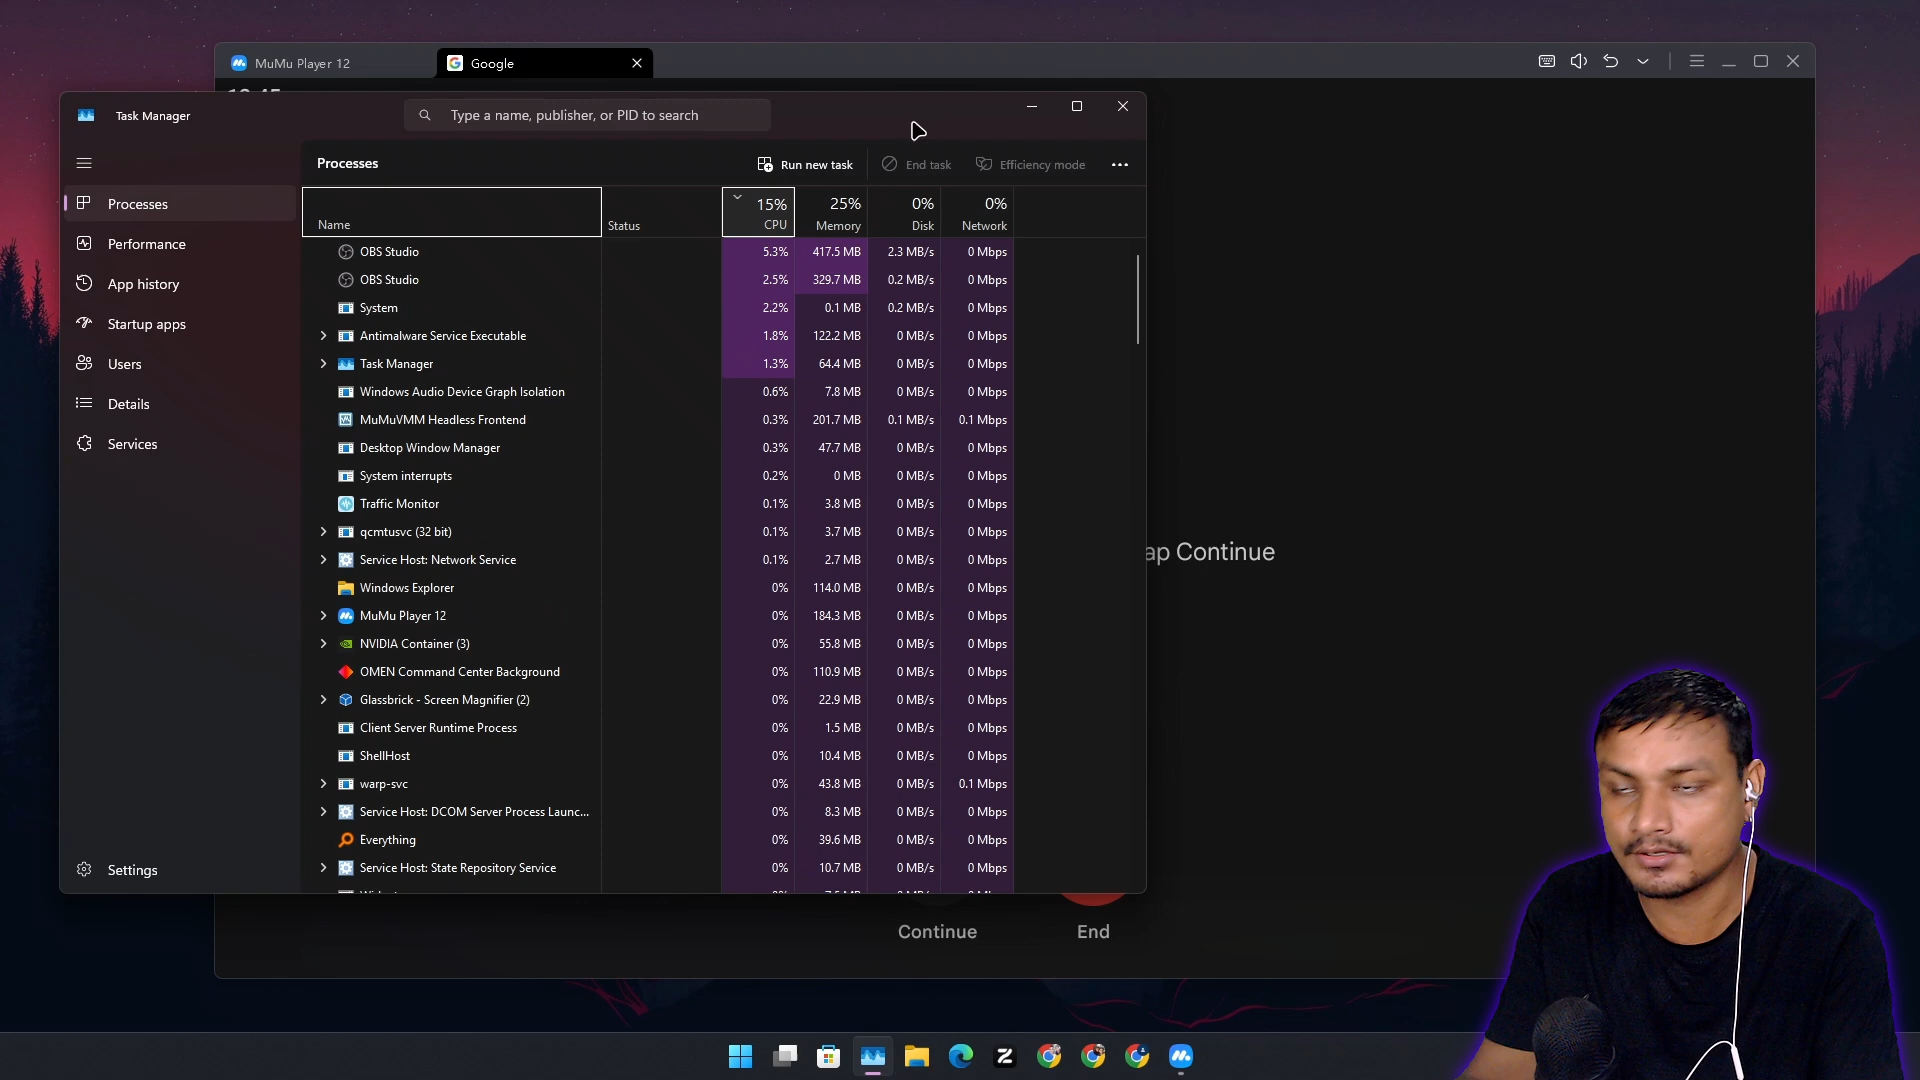 MuMu Player 12
Google
Task Manager
Type a name, publisher, or PID to search
Processes
Run new task
End task
Efficiency mode
Processes
Performance
App history
Startup apps
Users
Details
Services
Settings
Name Status 15% CPU 25% Memory 0% Disk 0% Network
OBS Studio 5.3% 417.5 MB 2.3 MB/s 0 Mbps
OBS Studio 2.5% 329.7 MB 0.2 MB/s 0 Mbps
System 2.2% 0.1 MB 0.2 MB/s 0 Mbps
Antimalware Service Executable 1.8% 122.2 MB 0 MB/s 0 Mbps
Task Manager 1.3% 64.4 MB 0 MB/s 0 Mbps
Windows Audio Device Graph Isolation 0.6% 7.8 MB 0 MB/s 0 Mbps
MuMuVMM Headless Frontend 0.3% 201.7 MB 0.1 MB/s 0.1 Mbps
Desktop Window Manager 0.3% 47.7 MB 0 MB/s 0 Mbps
System interrupts 0.2% 0 MB 0 MB/s 0 Mbps
Traffic Monitor 0.1% 3.8 MB 0 MB/s 0 Mbps
qcmtusvc (32 bit) 0.1% 3.7 MB 0 MB/s 0 Mbps
Service Host: Network Service 0.1% 2.7 MB 0 MB/s 0 Mbps
Windows Explorer 0% 114.0 MB 0 MB/s 0 Mbps
MuMu Player 12 0% 184.3 MB 0 MB/s 0 Mbps
NVIDIA Container (3) 0% 55.8 MB 0 MB/s 0 Mbps
OMEN Command Center Background 0% 110.9 MB 0 MB/s 0 Mbps
Glassbrick - Screen Magnifier (2) 0% 22.9 MB 0 MB/s 0 Mbps
Client Server Runtime Process 0% 1.5 MB 0 MB/s 0 Mbps
ShellHost 0% 10.4 MB 0 MB/s 0 Mbps
warp-svc 0% 43.8 MB 0 MB/s 0.1 Mbps
Service Host: DCOM Server Process Launc... 0% 8.3 MB 0 MB/s 0 Mbps
Everything 0% 39.6 MB 0 MB/s 0 Mbps
Service Host: State Repository Service 0% 10.7 MB 0 MB/s 0 Mbps
ap Continue
Continue
End